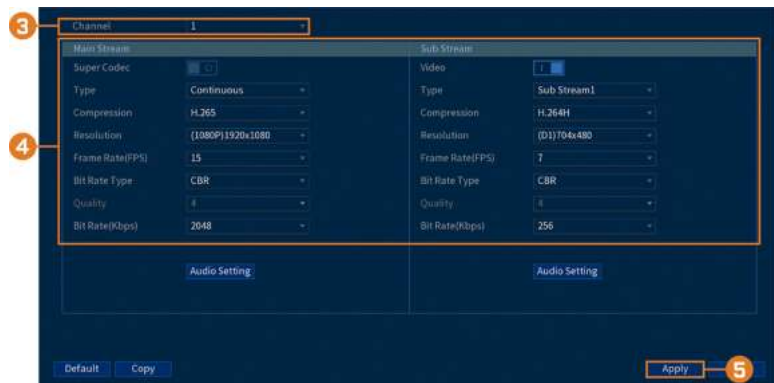 3 Channel 1
Main Stream Sub Stream
Super Codec Video
Type Continuous Type Sub Stream1
Compression H.265 Compression H.264H
4 Resolution (1080P)1920x1080 Resolution (D1)704x480
Frame Rate(FPS) 15 Frame Rate(FPS) 7
Bit Rate Type CBR Bit Rate Type CBR
Quality 4 Quality 4
Bit Rate(Kbps) 2048 Bit Rate(Kbps) 256
Audio Setting Audio Setting
Default Copy Apply 5